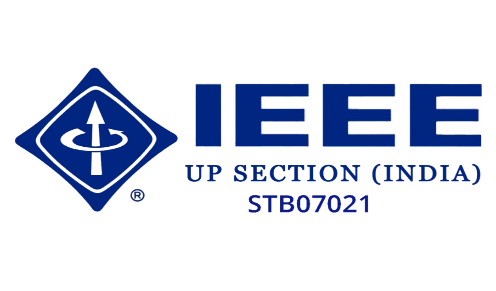 IEEE
UP SECTION (INDIA)
®
STB07021